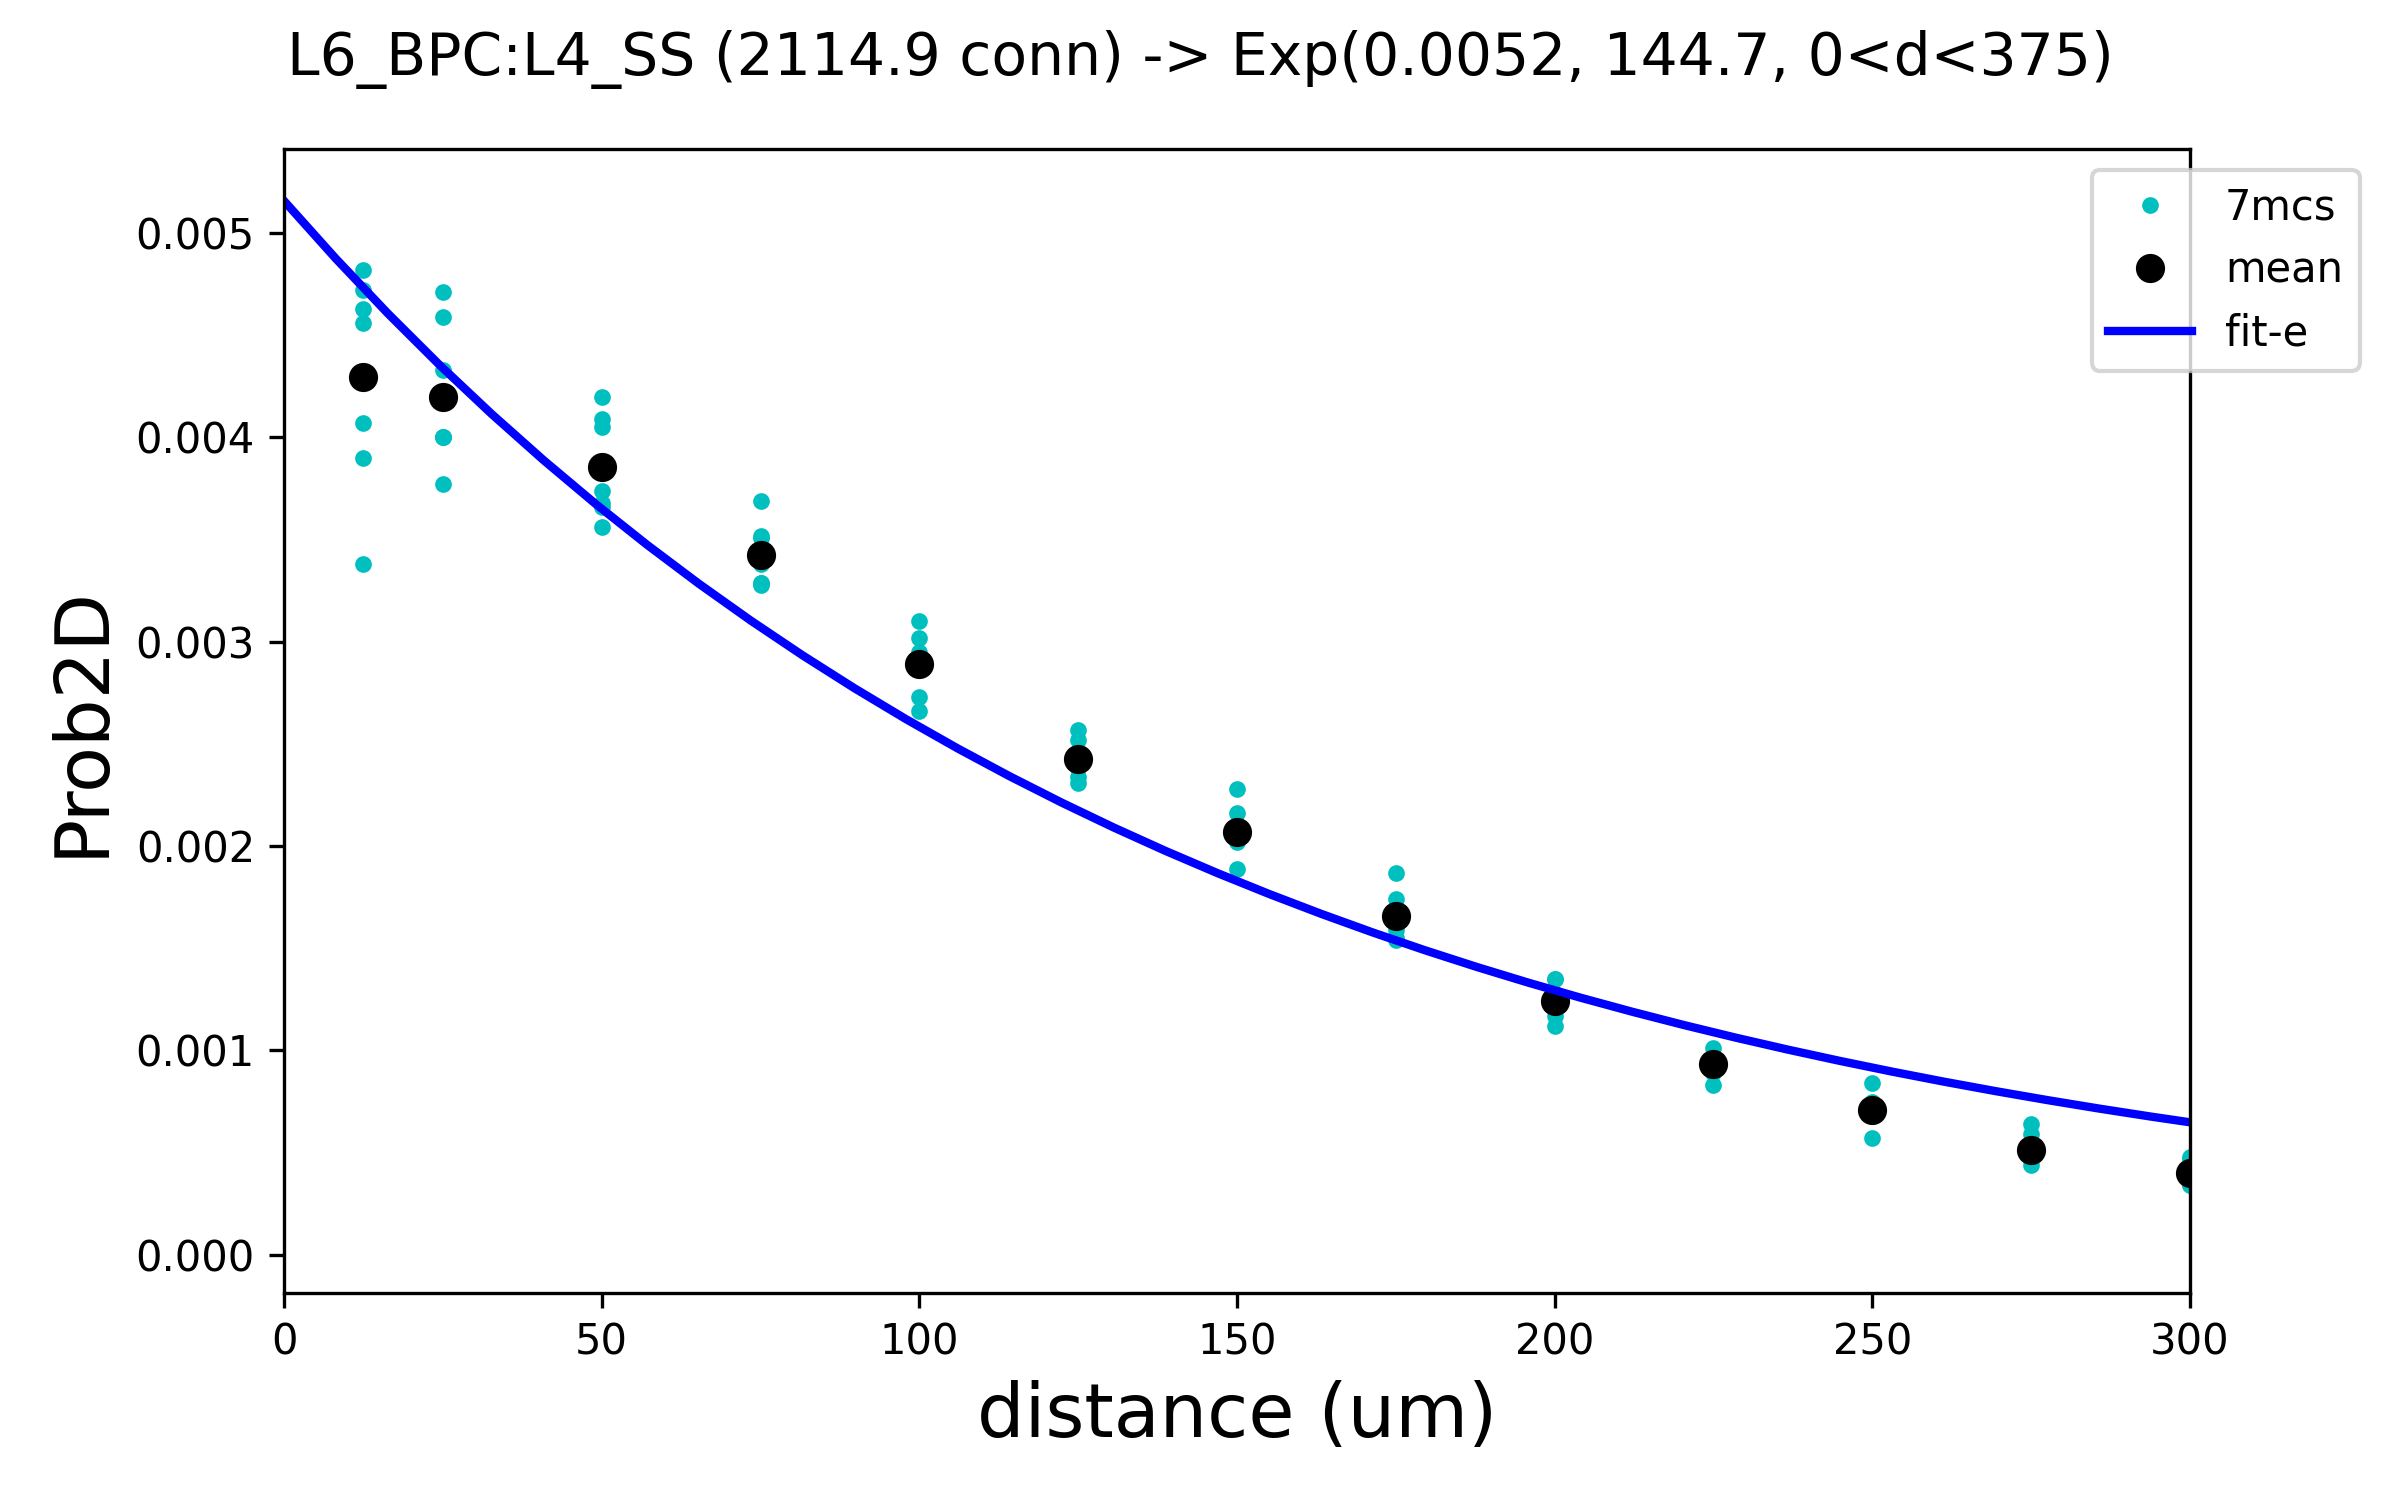 L6_BPC:L4_SS (2114.9 conn) -> Exp(0.0052, 144.7, 0<d<375)
7mcs
mean
fit-e
Prob2D
0.005
0.004
0.003
0.002
0.001
0.000
0 50 100 150 200 250 300
distance (um)